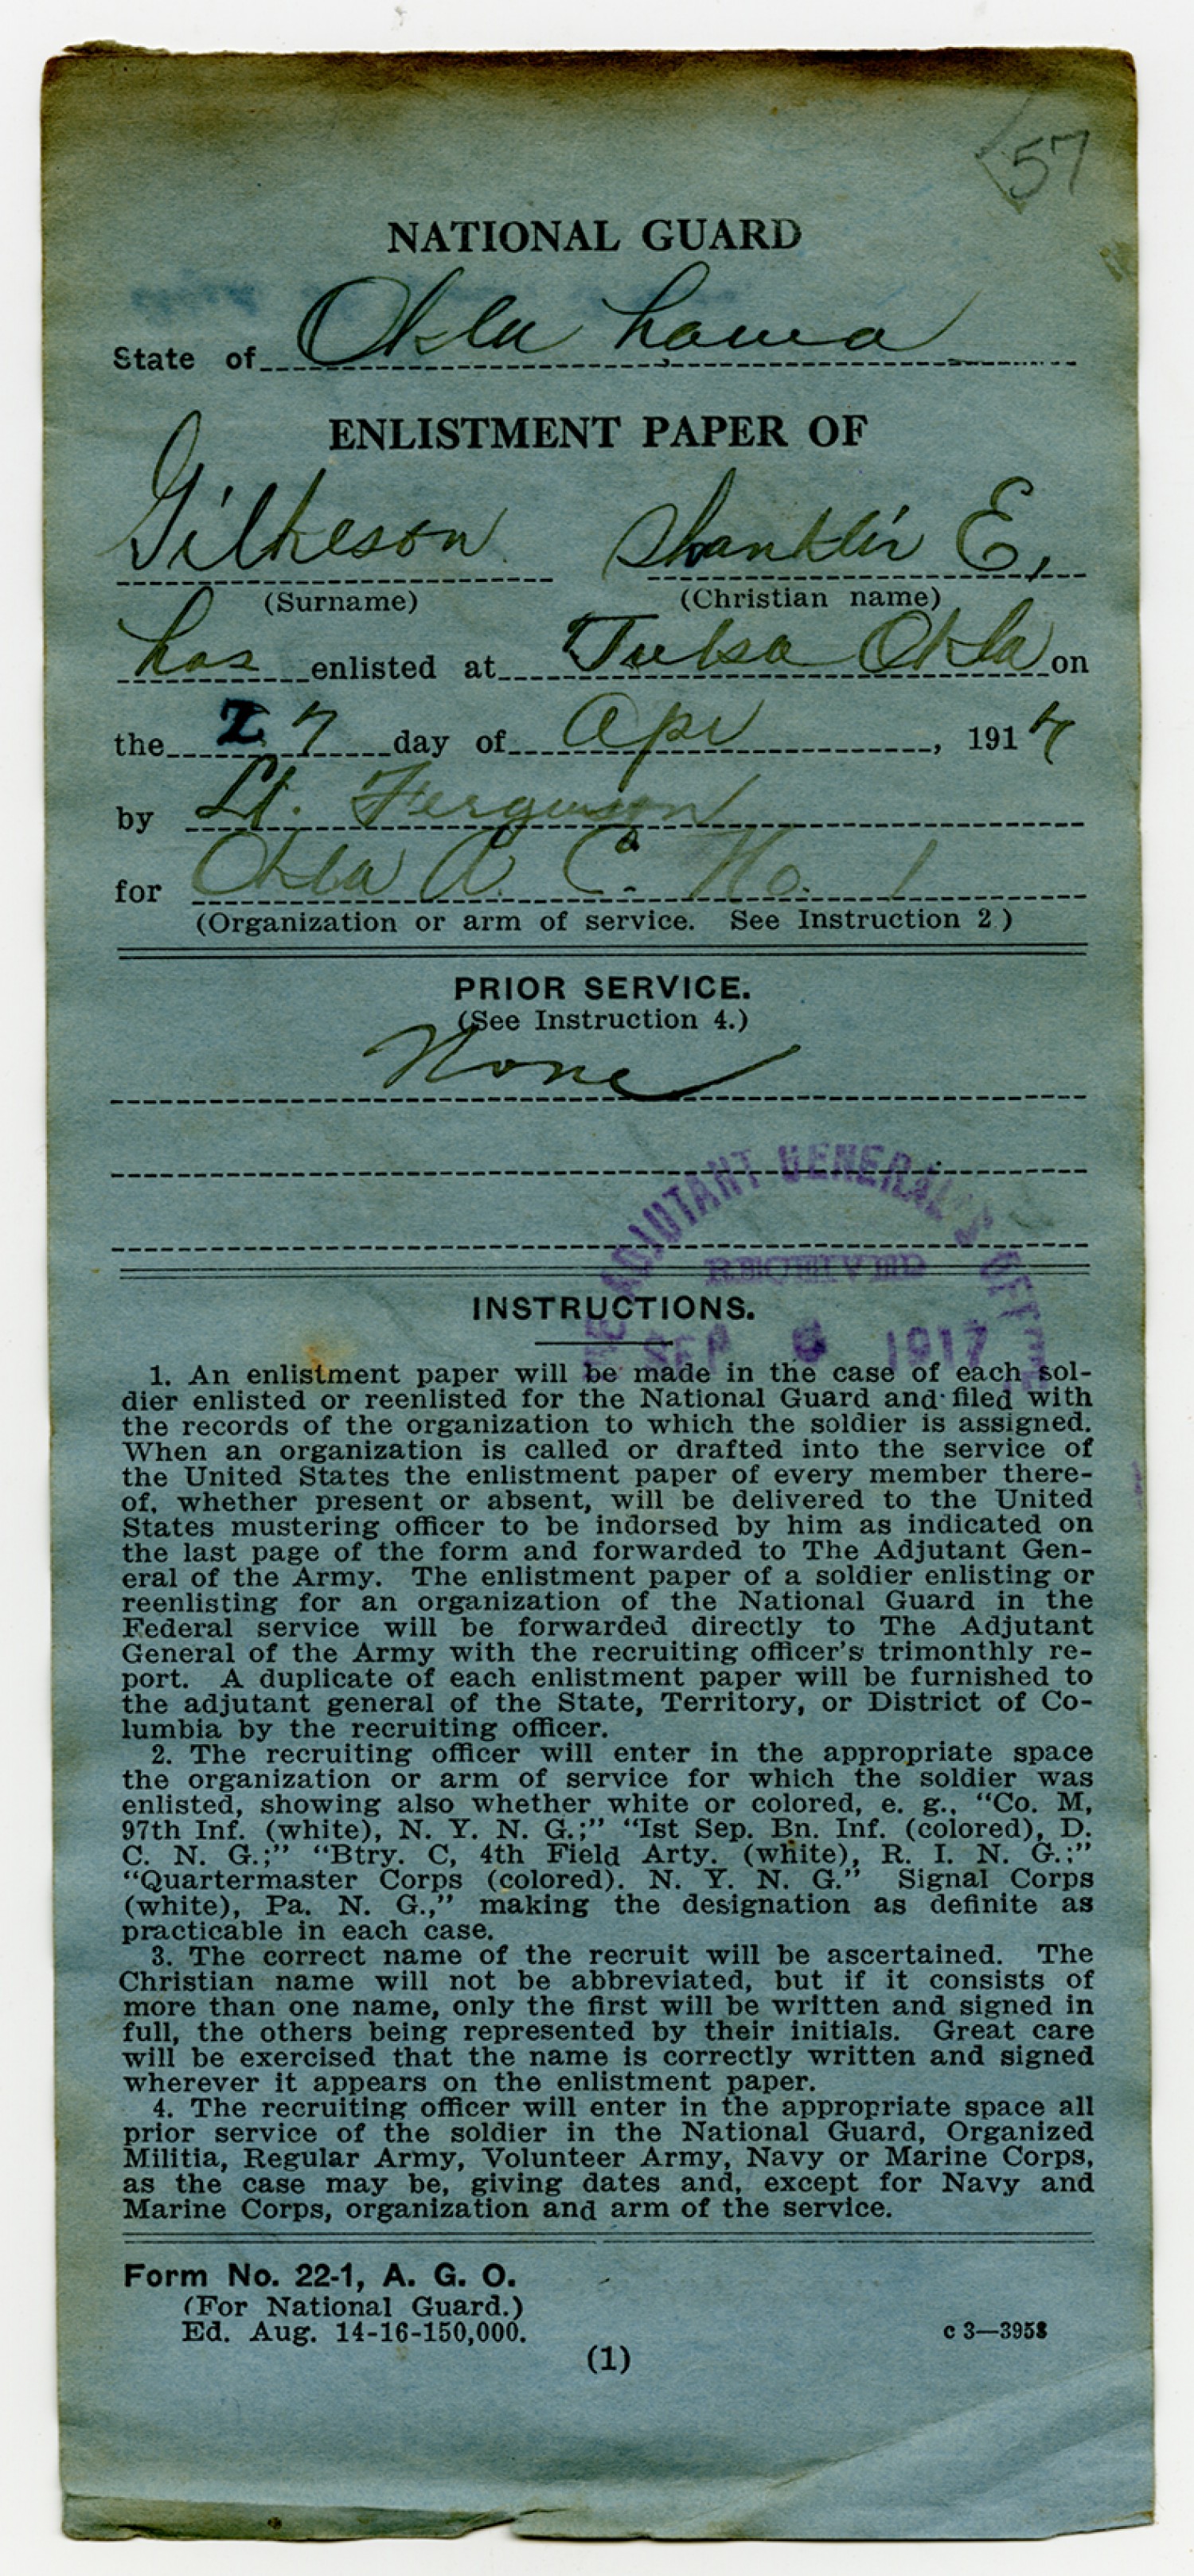 57
NATIONAL GUARD
State of Oklahoma
ENLISTMENT PAPER OF
Gilkeson Shanklin E,
(Surname) (Christian name)
has enlisted at Tulsa Okla on
the 27 day of Apr, 1917
by Lt. Ferguson
for Okla A. C. No. 1
(Organization or arm of service. See Instruction 2)
PRIOR SERVICE.
(See Instruction 4.)
None
ADJUTANT GENERAL'S OFFICE
RECEIVED
SEP 1917
INSTRUCTIONS.
1. An enlistment paper will be made in the case of each sol-
dier enlisted or reenlisted for the National Guard and filed with
the records of the organization to which the soldier is assigned.
When an organization is called or drafted into the service of
the United States the enlistment paper of every member there-
of. whether present or absent, will be delivered to the United
States mustering officer to be indorsed by him as indicated on
the last page of the form and forwarded to The Adjutant Gen-
eral of the Army. The enlistment paper of a soldier enlisting or
reenlisting for an organization of the National Guard in the
Federal service will be forwarded directly to The Adjutant
General of the Army with the recruiting officer's trimonthly re-
port. A duplicate of each enlistment paper will be furnished to
the adjutant general of the State, Territory, or District of Co-
lumbia by the recruiting officer.
2. The recruiting officer will enter in the appropriate space
the organization or arm of service for which the soldier was
enlisted, showing also whether white or colored, e. g., "Co. M,
97th Inf. (white), N. Y. N. G.;" "Ist Sep. Bn. Inf. (colored), D.
C. N. G.;" "Btry. C, 4th Field Arty. (white), R. I. N. G.;"
"Quartermaster Corps (colored). N. Y. N. G." Signal Corps
(white), Pa. N. G.," making the designation as definite as
practicable in each case.
3. The correct name of the recruit will be ascertained. The
Christian name will not be abbreviated, but if it consists of
more than one name, only the first will be written and signed in
full, the others being represented by their initials. Great care
will be exercised that the name is correctly written and signed
wherever it appears on the enlistment paper.
4. The recruiting officer will enter in the appropriate space all
prior service of the soldier in the National Guard, Organized
Militia, Regular Army, Volunteer Army, Navy or Marine Corps,
as the case may be, giving dates and, except for Navy and
Marine Corps, organization and arm of the service.
Form No. 22-1, A. G. O.
(For National Guard.)
Ed. Aug. 14-16-150,000.
c 3—3958
(1)